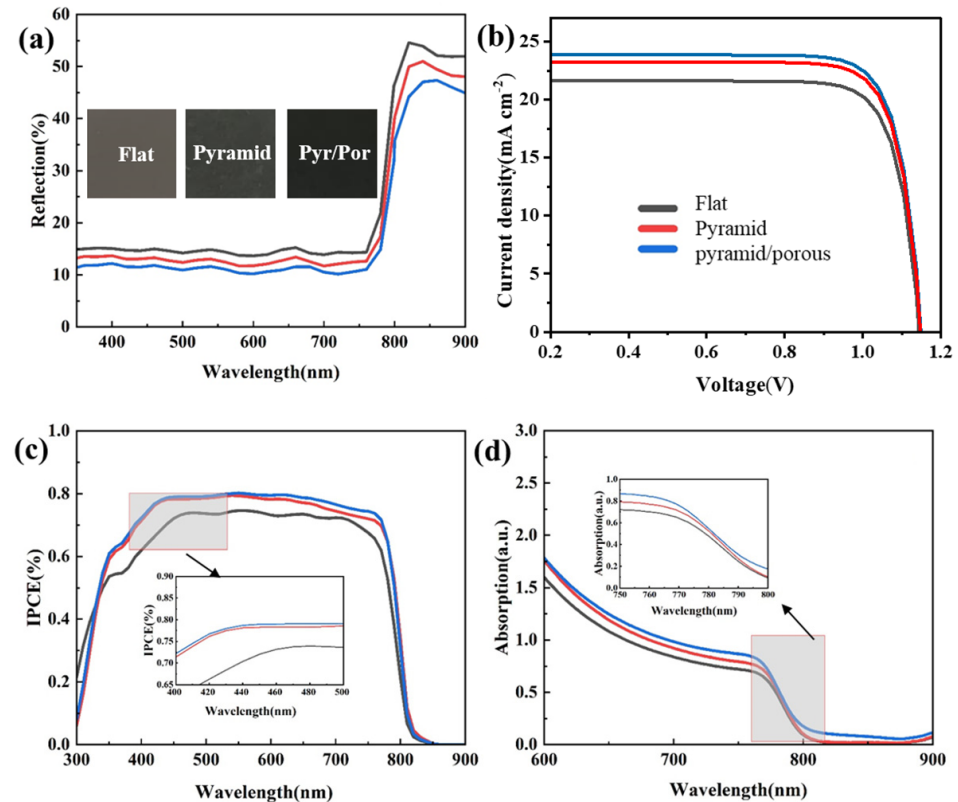 (a)
60
50
40
30
20
10
0
Reflection(%)
Flat
Pyramid
Pyr/Por
400 500 600 700 800 900
Wavelength(nm)
(b)
25
20
15
10
5
0
Current density(mA cm⁻²)
Flat
Pyramid
pyramid/porous
0.2 0.4 0.6 0.8 1.0 1.2
Voltage(V)
(c)
1.0
0.8
0.6
0.4
0.2
0.0
IPCE(%)
0.90
0.85
0.80
0.75
0.70
0.65
IPCE(%)
400 420 440 460 480 500
Wavelength(nm)
300 400 500 600 700 800 900
Wavelength(nm)
(d)
3.0
2.5
2.0
1.5
1.0
0.5
0.0
Absorption(a.u.)
1.0
0.8
0.6
0.4
0.2
0.0
Absorption(a.u.)
750 760 770 780 790 800
Wavelength(nm)
600 700 800 900
Wavelength(nm)